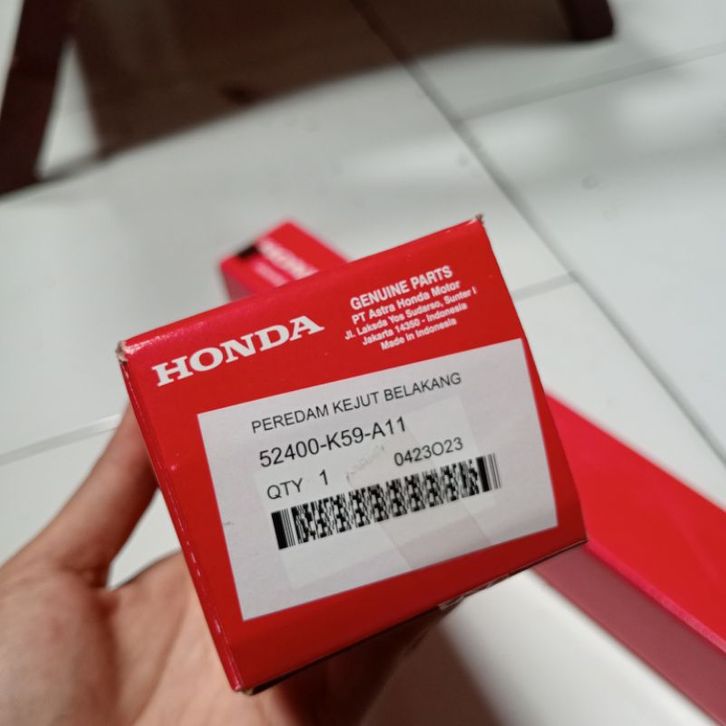 HONDA
HONDA
GENUINE PARTS
PT Astra Honda Motor
Jl. Laksda Yos Sudarso, Sunter I
Jakarta 14350 - Indonesia
Made in Indonesia
PEREDAM KEJUT BELAKANG
52400-K59-A11
QTY 1
0423O23